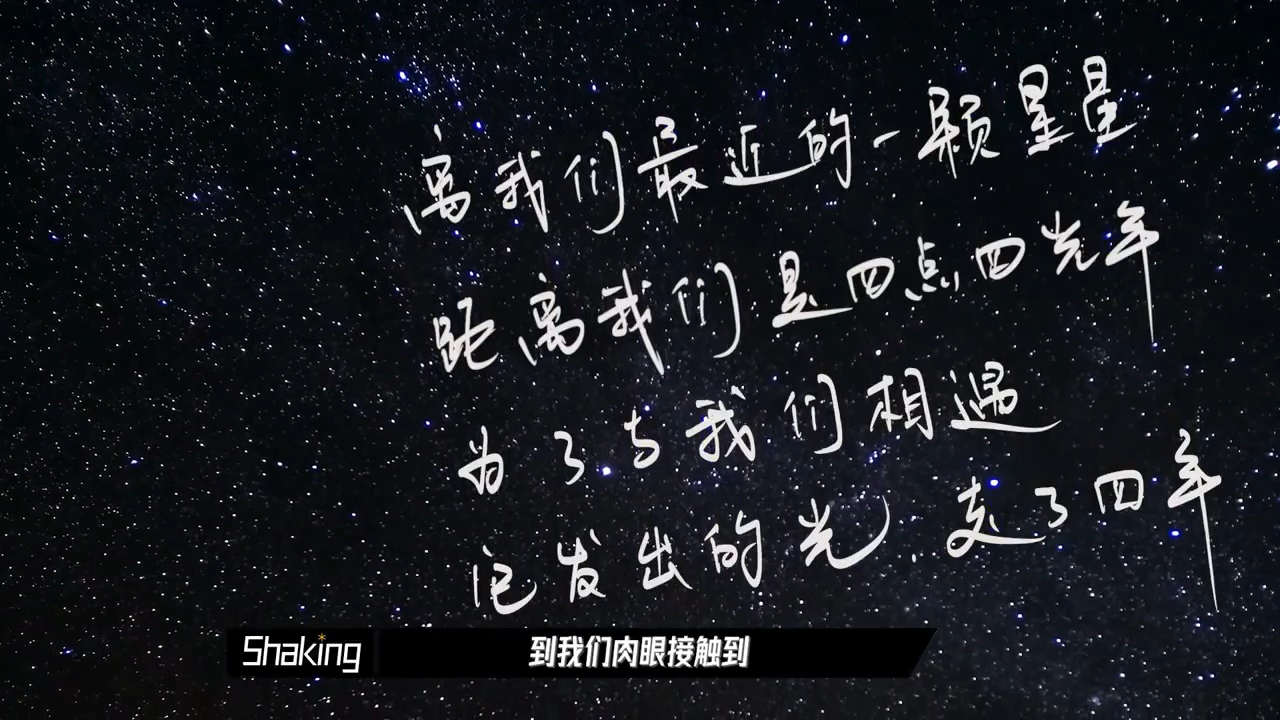 离我们最近的一颗星星
距离我们是四点四光年
为了与我们相遇
它发出的光,走了四年
Shaking
到我们肉眼接触到